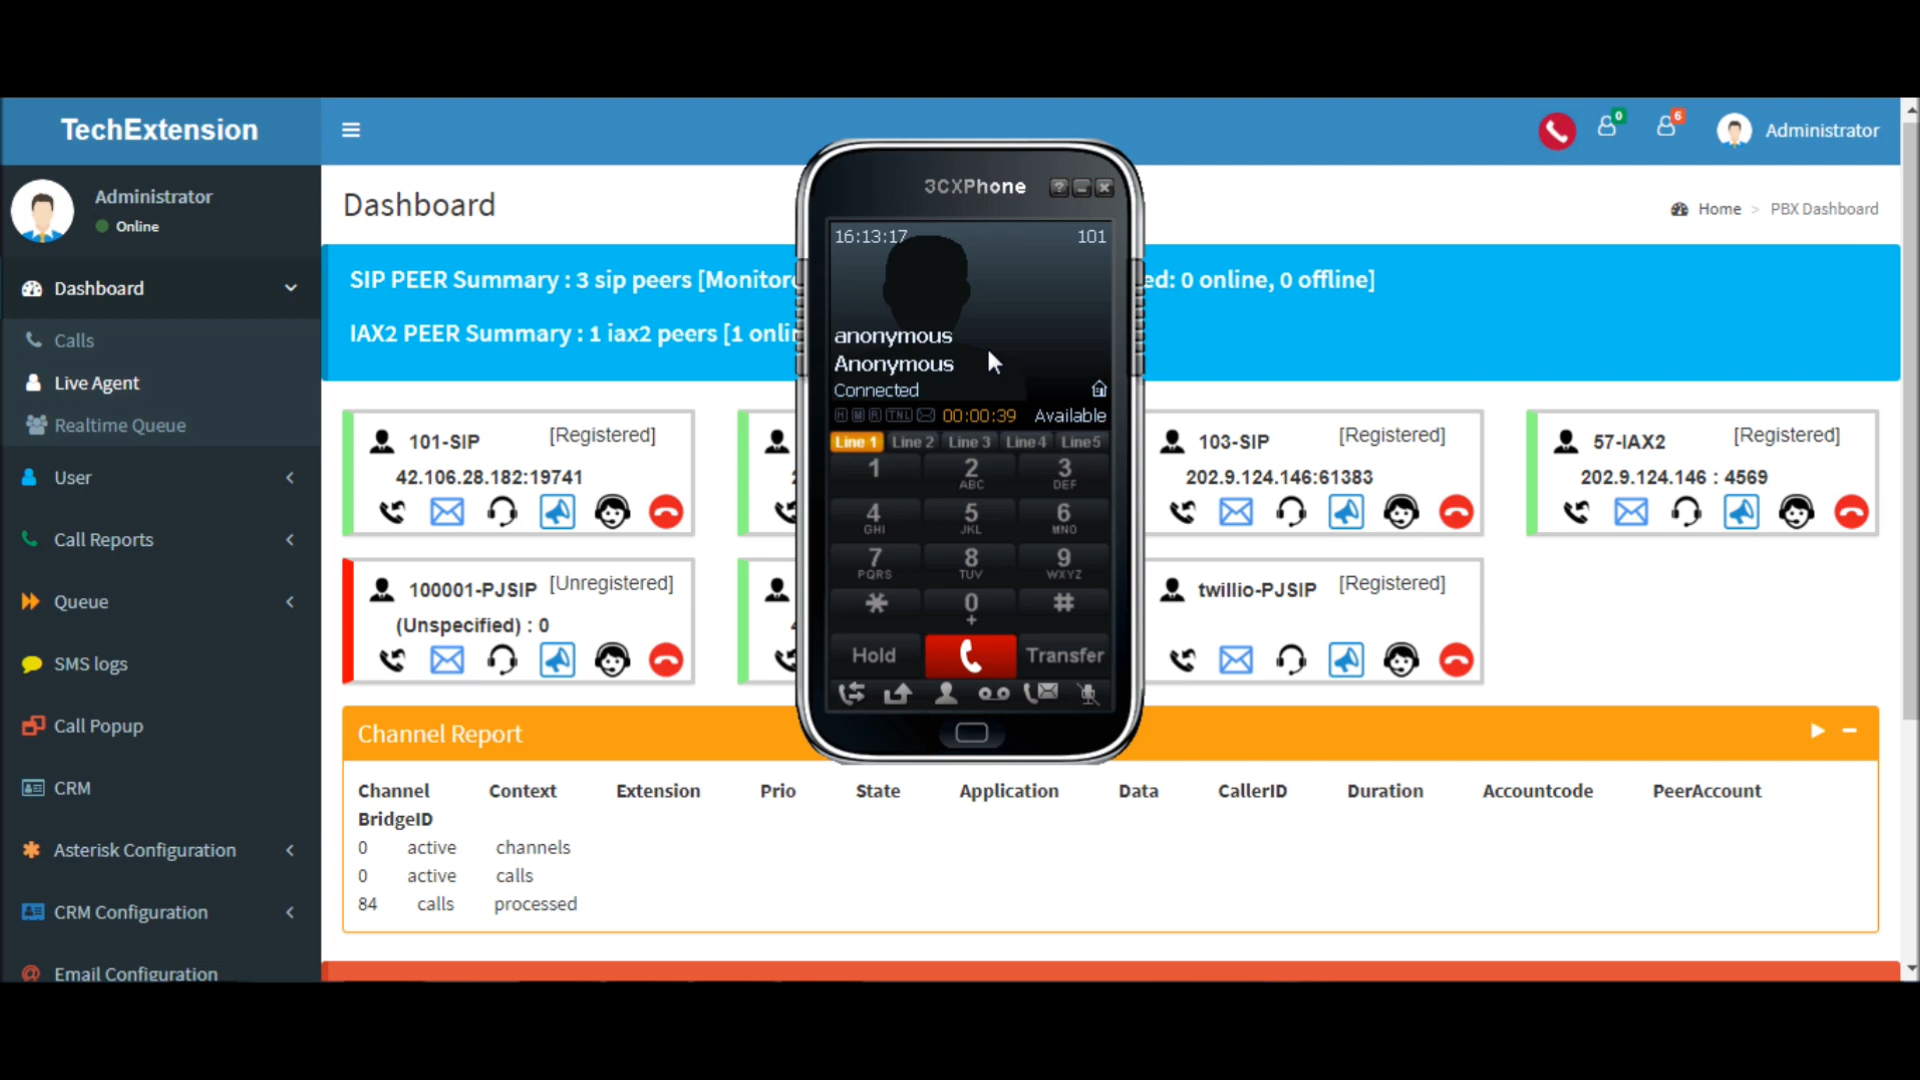 TechExtension
0
6
Administrator
Administrator
Online
Dashboard
Home > PBX Dashboard
Dashboard
Calls
Live Agent
Realtime Queue
User
Call Reports
Queue
SMS logs
Call Popup
CRM
Asterisk Configuration
CRM Configuration
Email Configuration
SIP PEER Summary : 3 sip peers [Monitor
ed: 0 online, 0 offline]
IAX2 PEER Summary : 1 iax2 peers [1 onli
101-SIP [Registered]
42.106.28.182:19741
103-SIP [Registered]
202.9.124.146:61383
57-IAX2 [Registered]
202.9.124.146 : 4569
100001-PJSIP [Unregistered]
(Unspecified) : 0
twillio-PJSIP [Registered]
3CXPhone
16:13:17 101
anonymous
Anonymous
Connected
H M R TNL 00:00:39 Available
Line 1 Line 2 Line 3 Line 4 Line 5
1 2 3
ABC DEF
4 5 6
GHI JKL MNO
7 8 9
PQRS TUV WXYZ
* 0 #
+
Hold Transfer
Channel Report
Channel Context Extension Prio State Application Data CallerID Duration Accountcode PeerAccount
BridgeID
0 active channels
0 active calls
84 calls processed